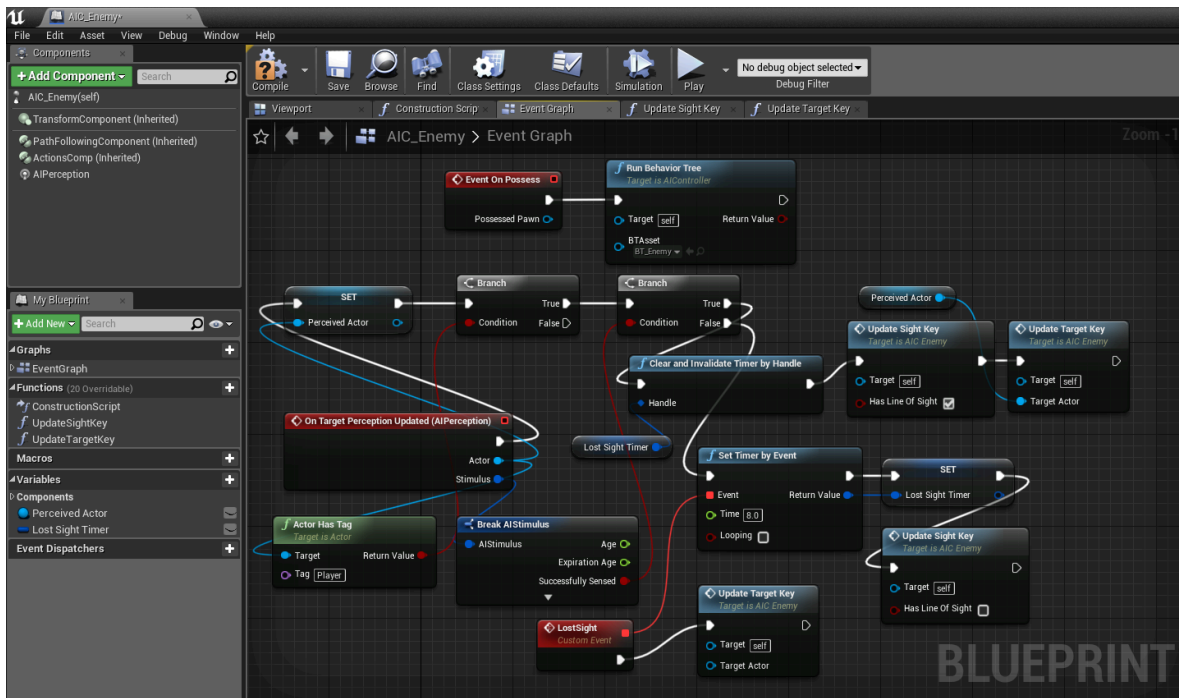 AIC_Enemy*
File Edit Asset View Debug Window Help
Components
+Add Component
Search
AIC_Enemy(self)
TransformComponent (Inherited)
PathFollowingComponent (Inherited)
ActionsComp (Inherited)
AIPerception
Compile Save Browse Find Class Settings Class Defaults Simulation Play
No debug object selected
Debug Filter
Viewport Construction Scrip Event Graph Update Sight Key Update Target Key
AIC_Enemy > Event Graph
Zoom -1
My Blueprint
+Add New
Search
Graphs
EventGraph
Functions (20 Overridable)
ConstructionScript
UpdateSightKey
UpdateTargetKey
Macros
Variables
Components
Perceived Actor
Lost Sight Timer
Event Dispatchers
Event On Possess
Possessed Pawn
Run Behavior Tree
Target is AIController
Target self Return Value
BTAsset
BT_Enemy
SET
Perceived Actor
Branch
True
Condition False
Branch
True
Condition False
Perceived Actor
Clear and Invalidate Timer by Handle
Handle
Update Sight Key
Target is AIC Enemy
Target self
Has Line Of Sight
Update Target Key
Target is AIC Enemy
Target self
Target Actor
On Target Perception Updated (AIPerception)
Actor
Stimulus
Lost Sight Timer
Set Timer by Event
Event Return Value
Time 8.0
Looping
SET
Lost Sight Timer
Actor Has Tag
Target is Actor
Target Return Value
Tag Player
Break AIStimulus
AIStimulus Age
Expiration Age
Successfully Sensed
Update Sight Key
Target is AIC Enemy
Target self
Has Line Of Sight
LostSight
Custom Event
Update Target Key
Target is AIC Enemy
Target self
Target Actor
BLUEPRINT